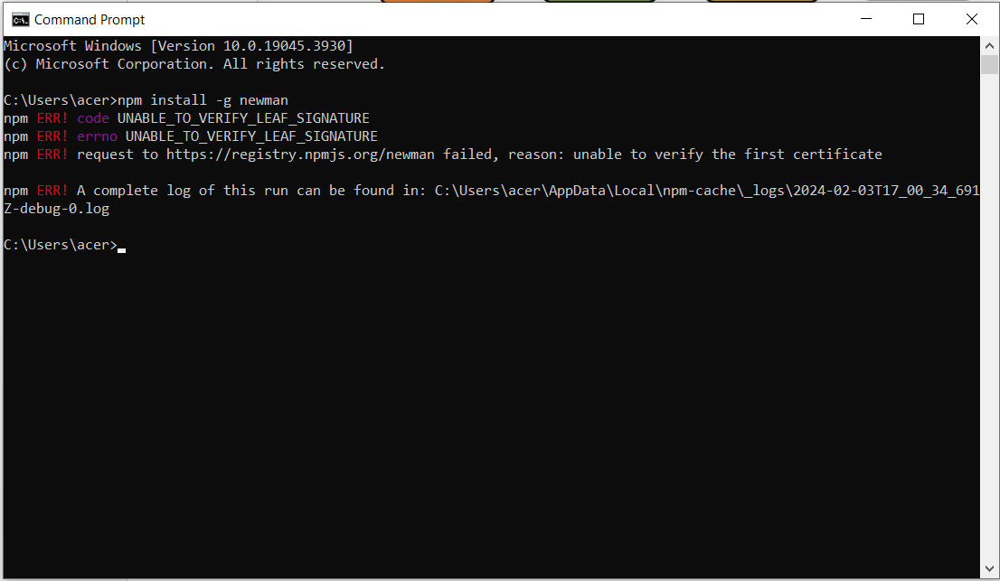 Command Prompt
Microsoft Windows [Version 10.0.19045.3930]
(c) Microsoft Corporation. All rights reserved.
C:\Users\acer>npm install -g newman
npm ERR! code UNABLE_TO_VERIFY_LEAF_SIGNATURE
npm ERR! errno UNABLE_TO_VERIFY_LEAF_SIGNATURE
npm ERR! request to https://registry.npmjs.org/newman failed, reason: unable to verify the first certificate
npm ERR! A complete log of this run can be found in: C:\Users\acer\AppData\Local\npm-cache\_logs\2024-02-03T17_00_34_691
Z-debug-0.log
C:\Users\acer>